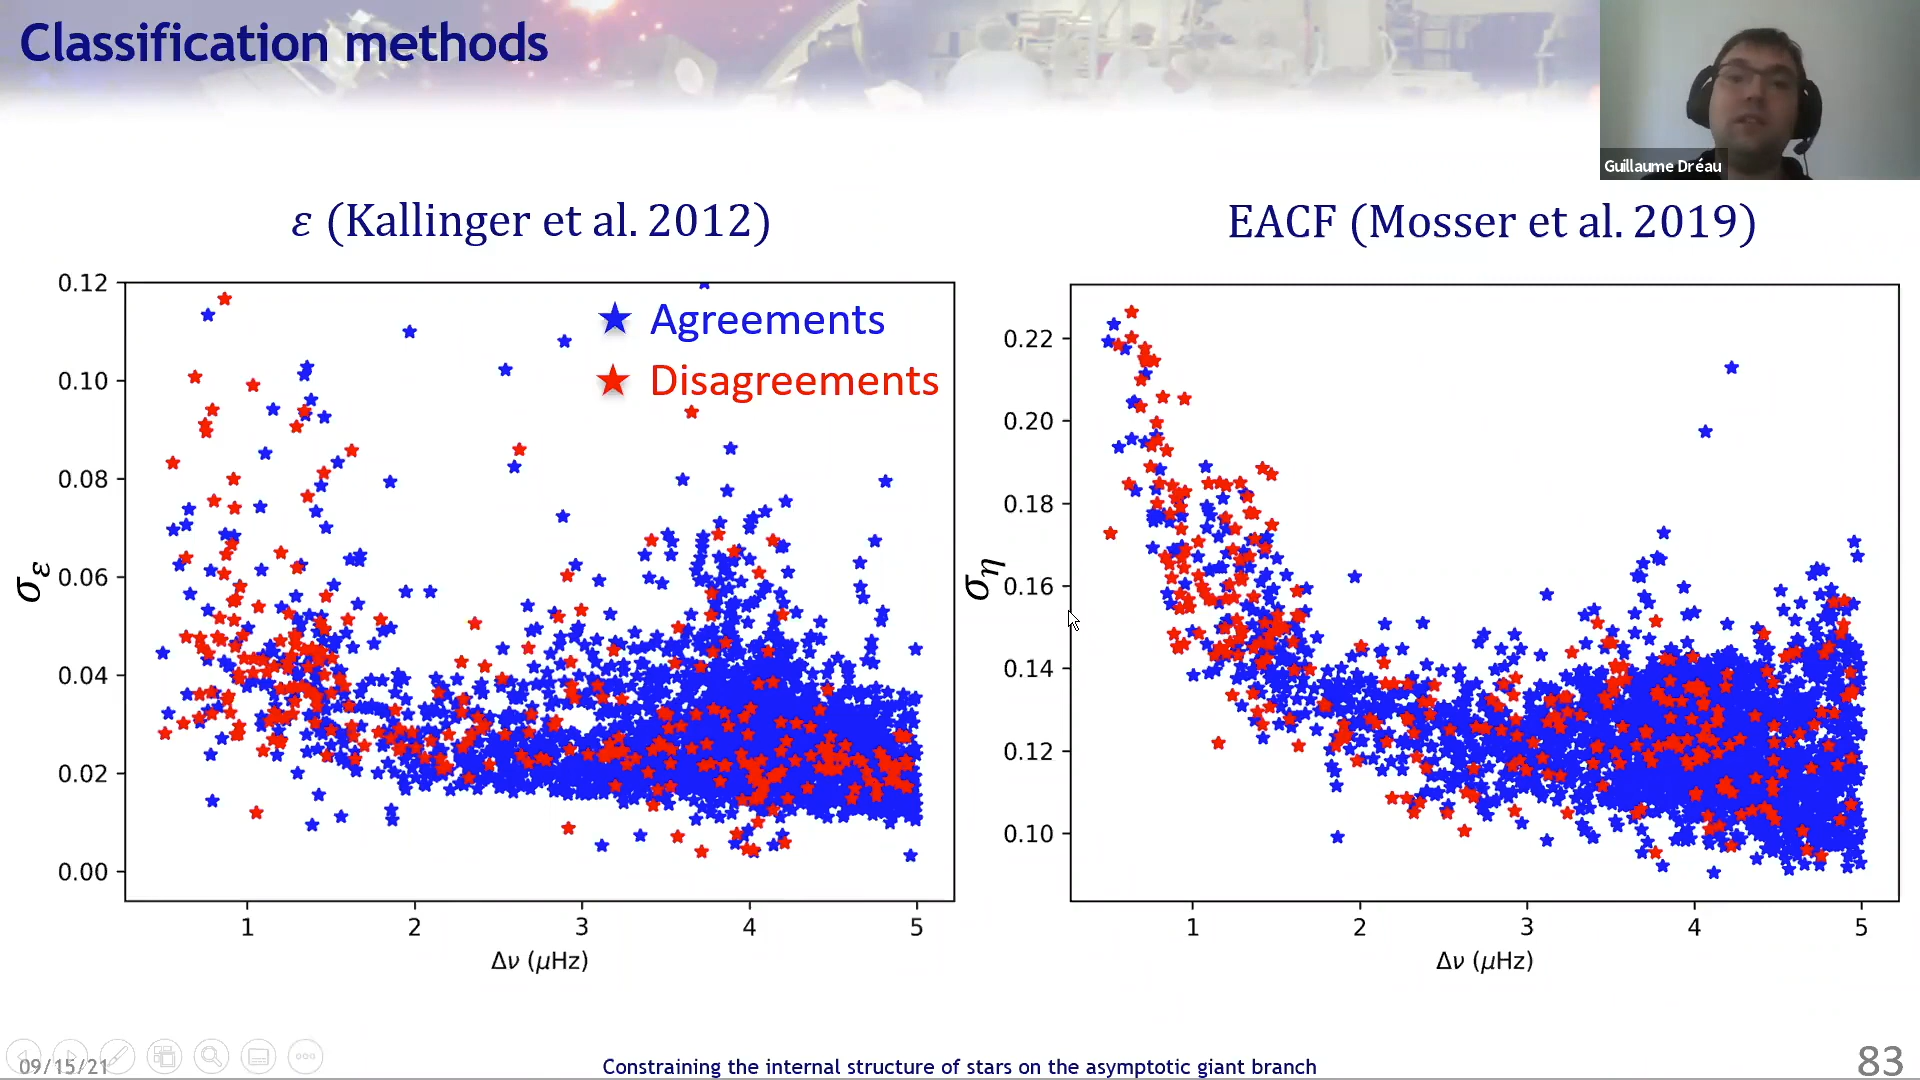 Classification methods
Guillaume Dréau
ε (Kallinger et al. 2012)
EACF (Mosser et al. 2019)
0.12
0.10
0.08
0.06
0.04
0.02
0.00
σε
★ Agreements
★ Disagreements
1 2 3 4 5
Δν (μHz)
0.22
0.20
0.18
0.16
0.14
0.12
0.10
ση
1 2 3 4 5
Δν (μHz)
09/15/21
Constraining the internal structure of stars on the asymptotic giant branch
83